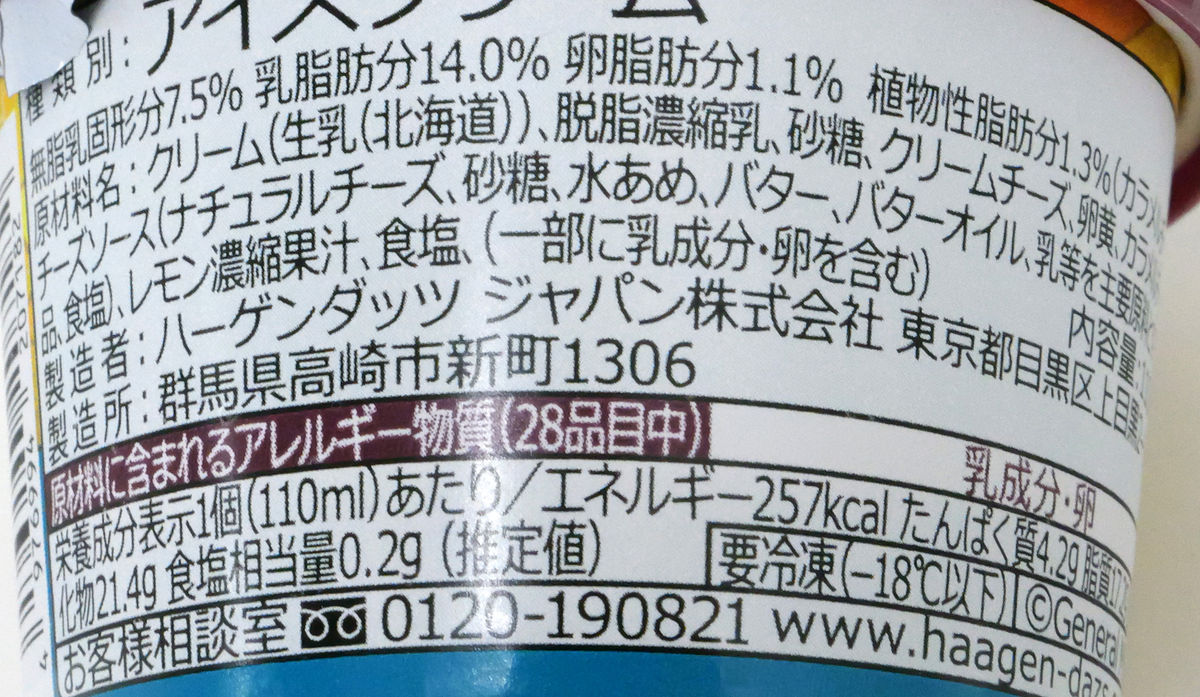 種類別：アイスクリーム
無脂乳固形分7.5% 乳脂肪分14.0% 卵脂肪分1.1% 植物性脂肪分1.3%(カラメル
原材料名：クリーム(生乳(北海道))、脱脂濃縮乳、砂糖、クリームチーズ、卵黄、カラメル
チーズソース(ナチュラルチーズ、砂糖、水あめ、バター、バターオイル、乳等を主要原料
品、食塩)、レモン濃縮果汁、食塩、(一部に乳成分・卵を含む) 内容量：
製造者：ハーゲンダッツ ジャパン株式会社 東京都目黒区上目黒
製造所：群馬県高崎市新町1306
原材料に含まれるアレルギー物質(28品目中) 乳成分・卵
栄養成分表示1個(110ml)あたり/エネルギー257kcal たんぱく質4.2g 脂質17.
化物21.4g 食塩相当量0.2g (推定値) 要冷凍(−18℃以下) ©General
お客様相談室 0120-190821 www.haagen-daz